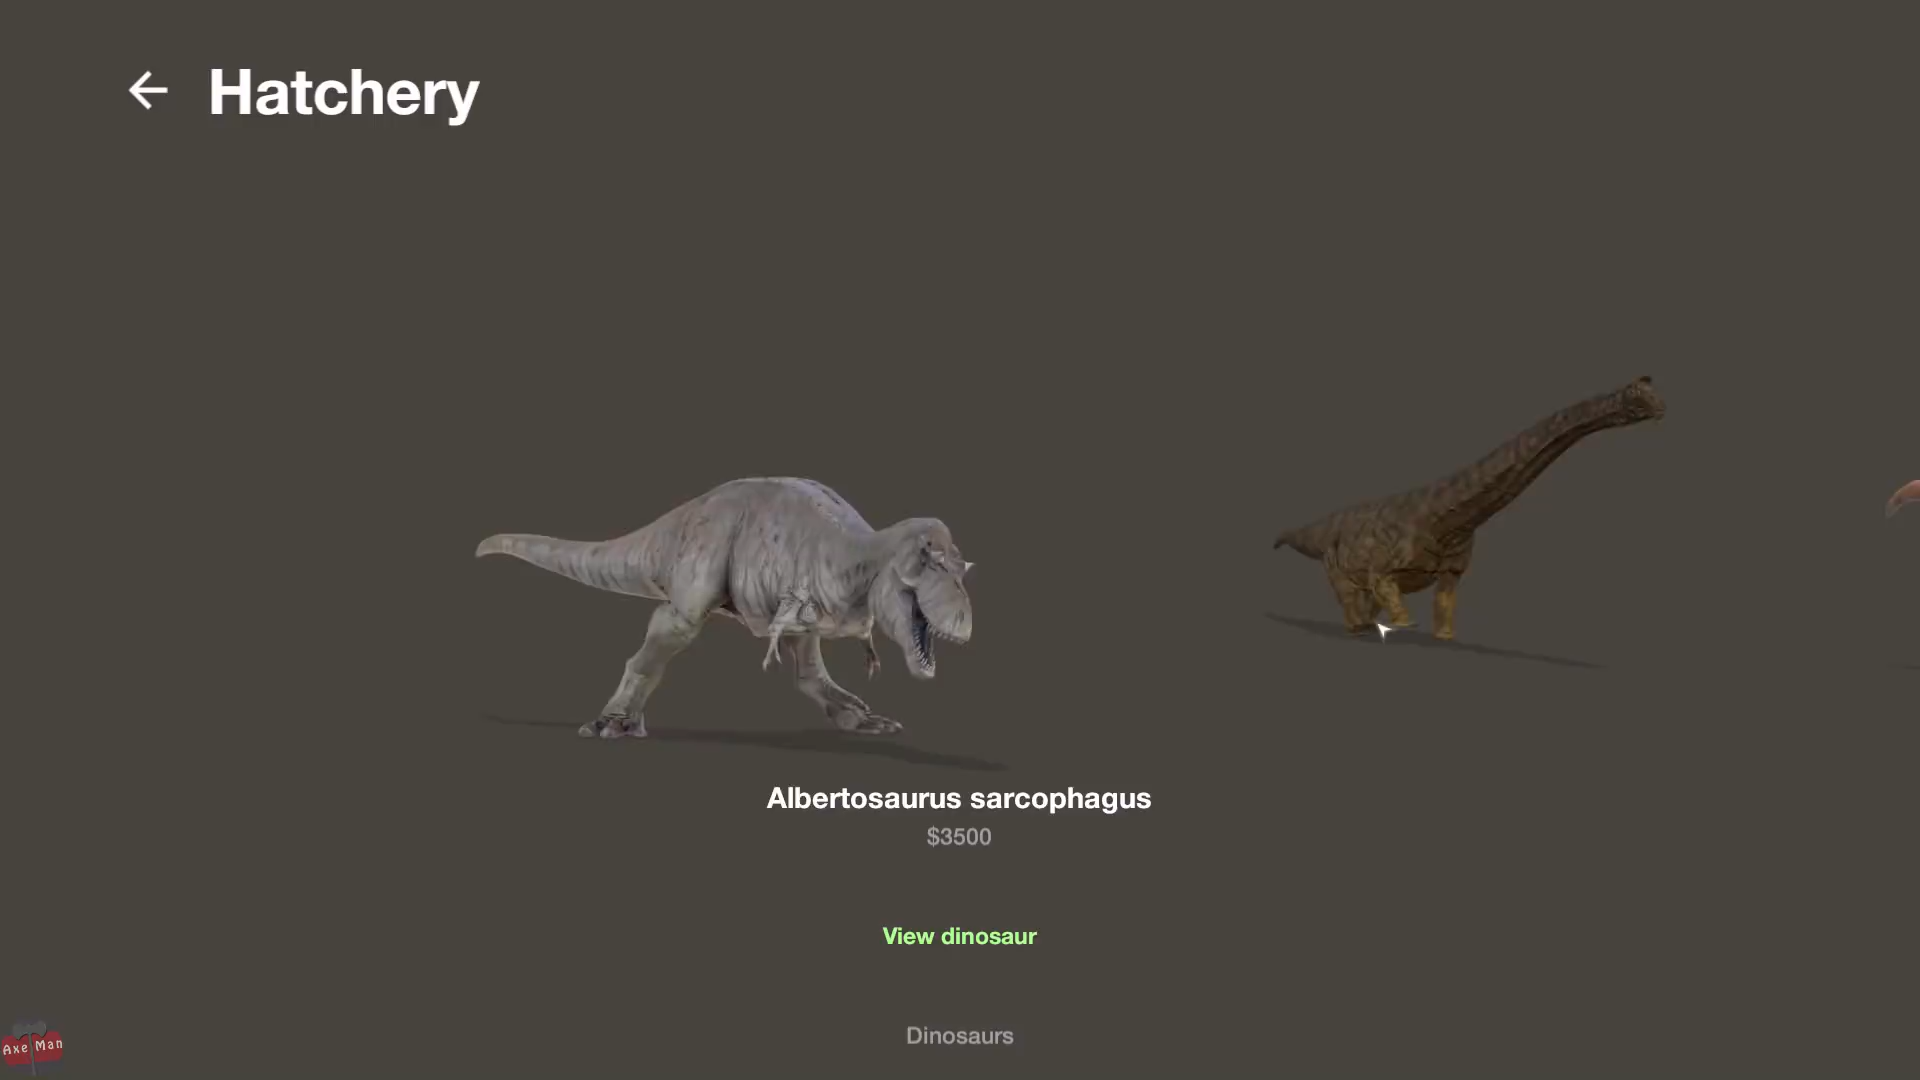 Hatchery
Albertosaurus sarcophagus
$3500
View dinosaur
Dinosaurs
Axe Man